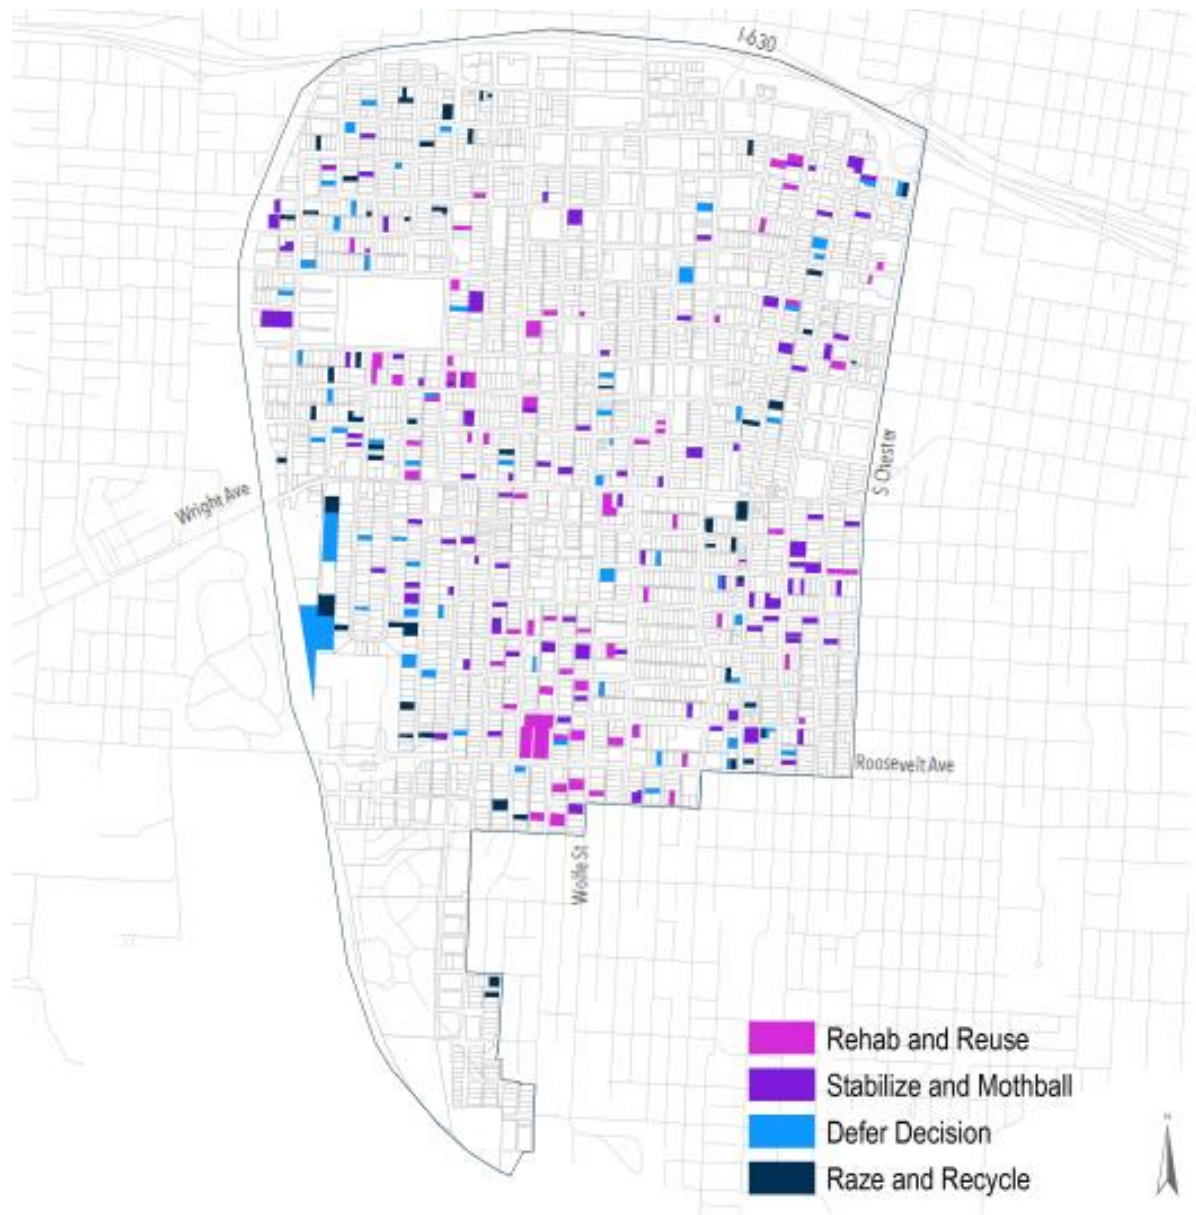 I-630
S Chester
Wright Ave
Roosevelt Ave
Wolfe St
Rehab and Reuse
Stabilize and Mothball
Defer Decision
Raze and Recycle
N